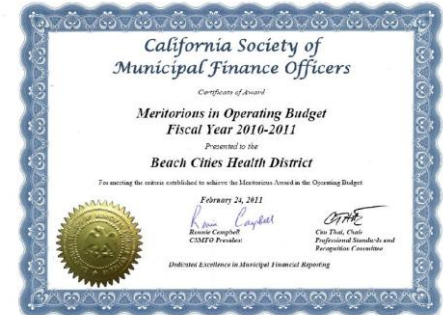 California Society of
Municipal Finance Officers
Certificate of Award
Meritorious in Operating Budget
Fiscal Year 2010-2011
Presented to the
Beach Cities Health District
For meeting the criteria established to achieve the Meritorious Award in the Operating Budget
February 24, 2011
Ronnie Campbell
CSMFO President
Chu Thai, Chair
Professional Standards and
Recognition Committee
Dedicated Excellence in Municipal Financial Reporting